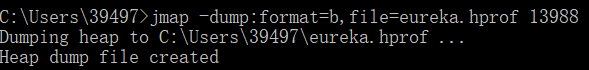 C:\Users\39497>jmap -dump:format=b,file=eureka.hprof 13988
Dumping heap to C:\Users\39497\eureka.hprof ...
Heap dump file created